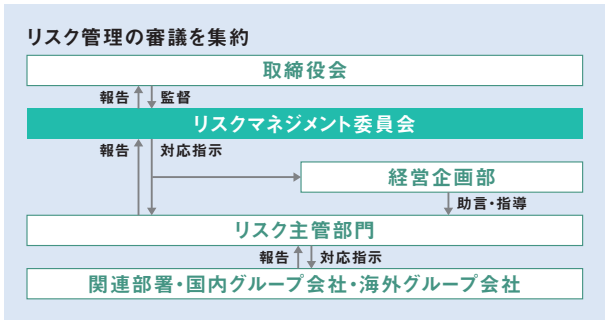 リスク管理の審議を集約
取締役会
報告 監督
リスクマネジメント委員会
報告 対応指示
経営企画部
助言・指導
リスク主管部門
報告 対応指示
関連部署・国内グループ会社・海外グループ会社